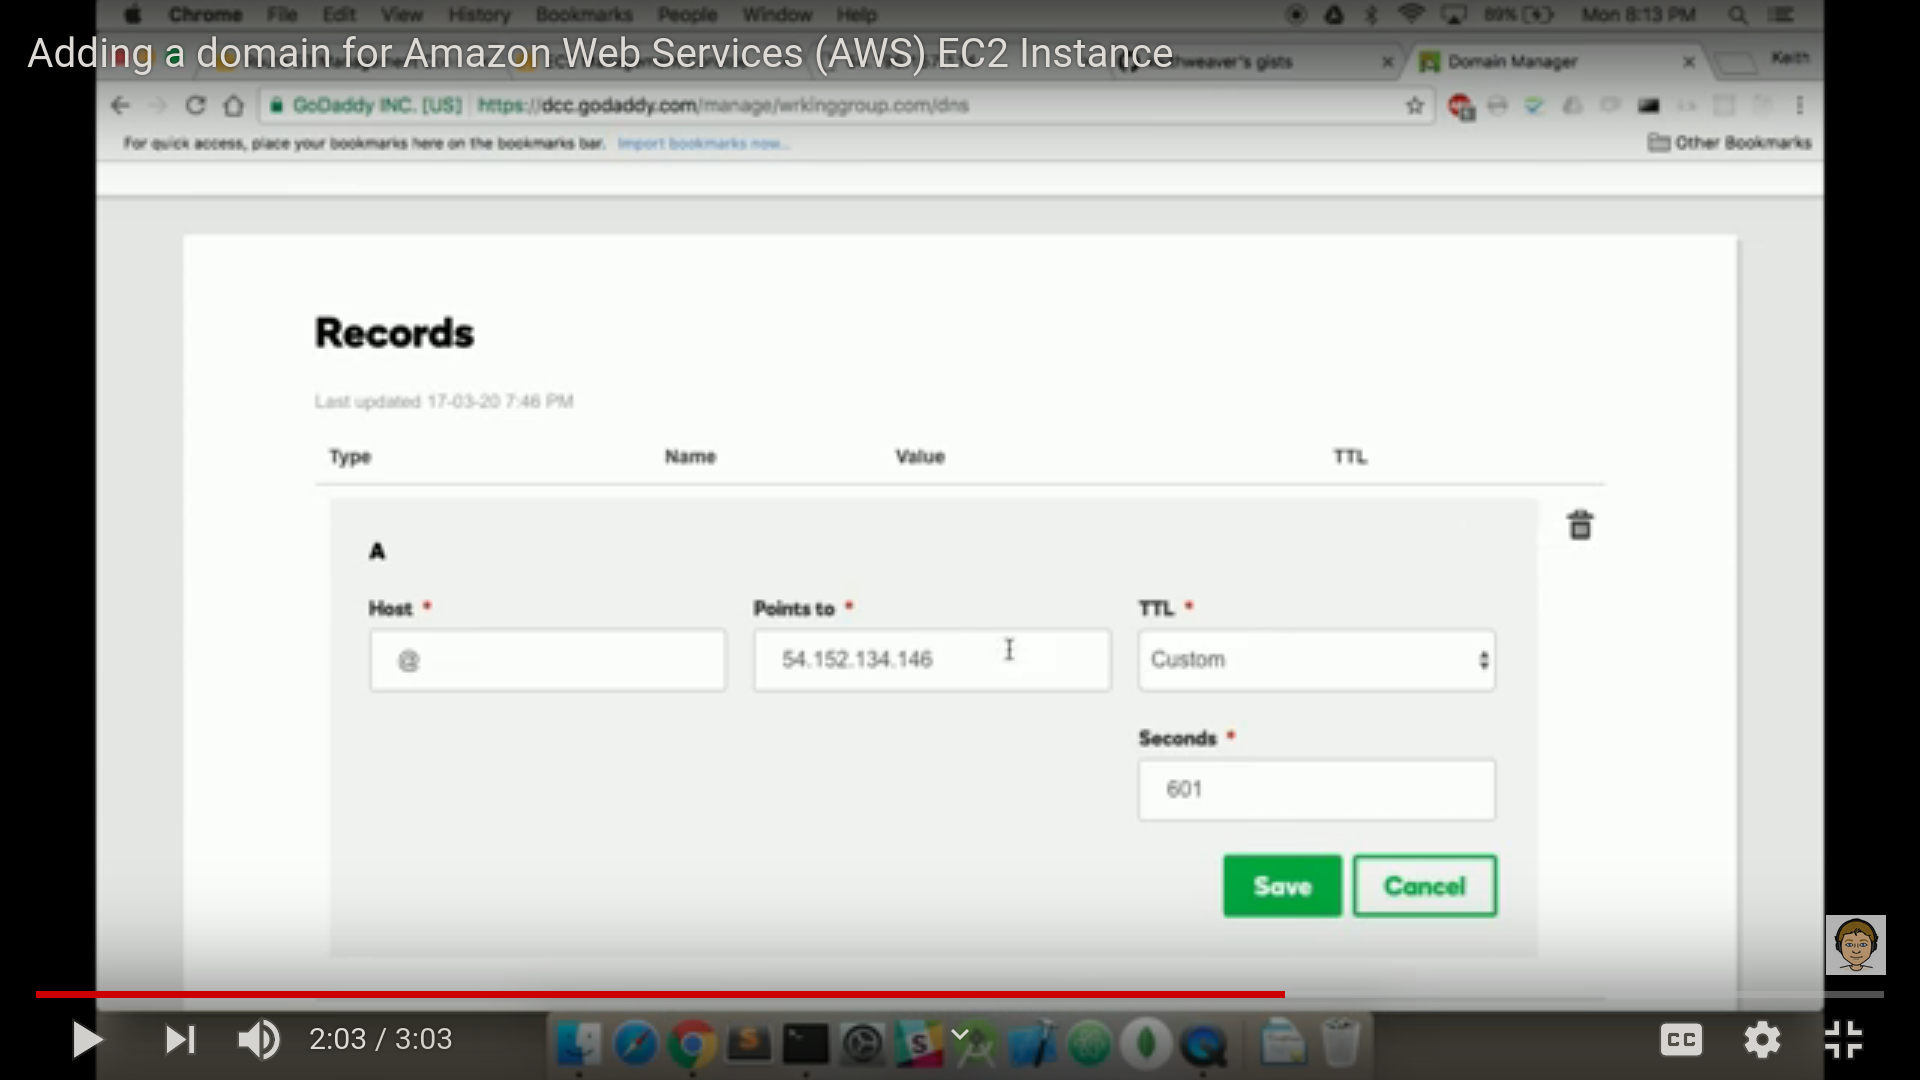 Chrome File Edit View History Bookmarks People Window Help 89% Mon 8:13 PM
Adding a domain for Amazon Web Services (AWS) EC2 Instance
hweaver's gists Domain Manager Keith
GoDaddy INC. [US] https://dcc.godaddy.com/manage/wrkinggroup.com/dns
For quick access, place your bookmarks here on the bookmarks bar. Import bookmarks now... Other Bookmarks
Records
Last updated 17-03-20 7:46 PM
Type Name Value TTL
A
Host * Points to * TTL *
@ 54.152.134.146 Custom
Seconds *
601
Save Cancel
2:03 / 3:03 CC